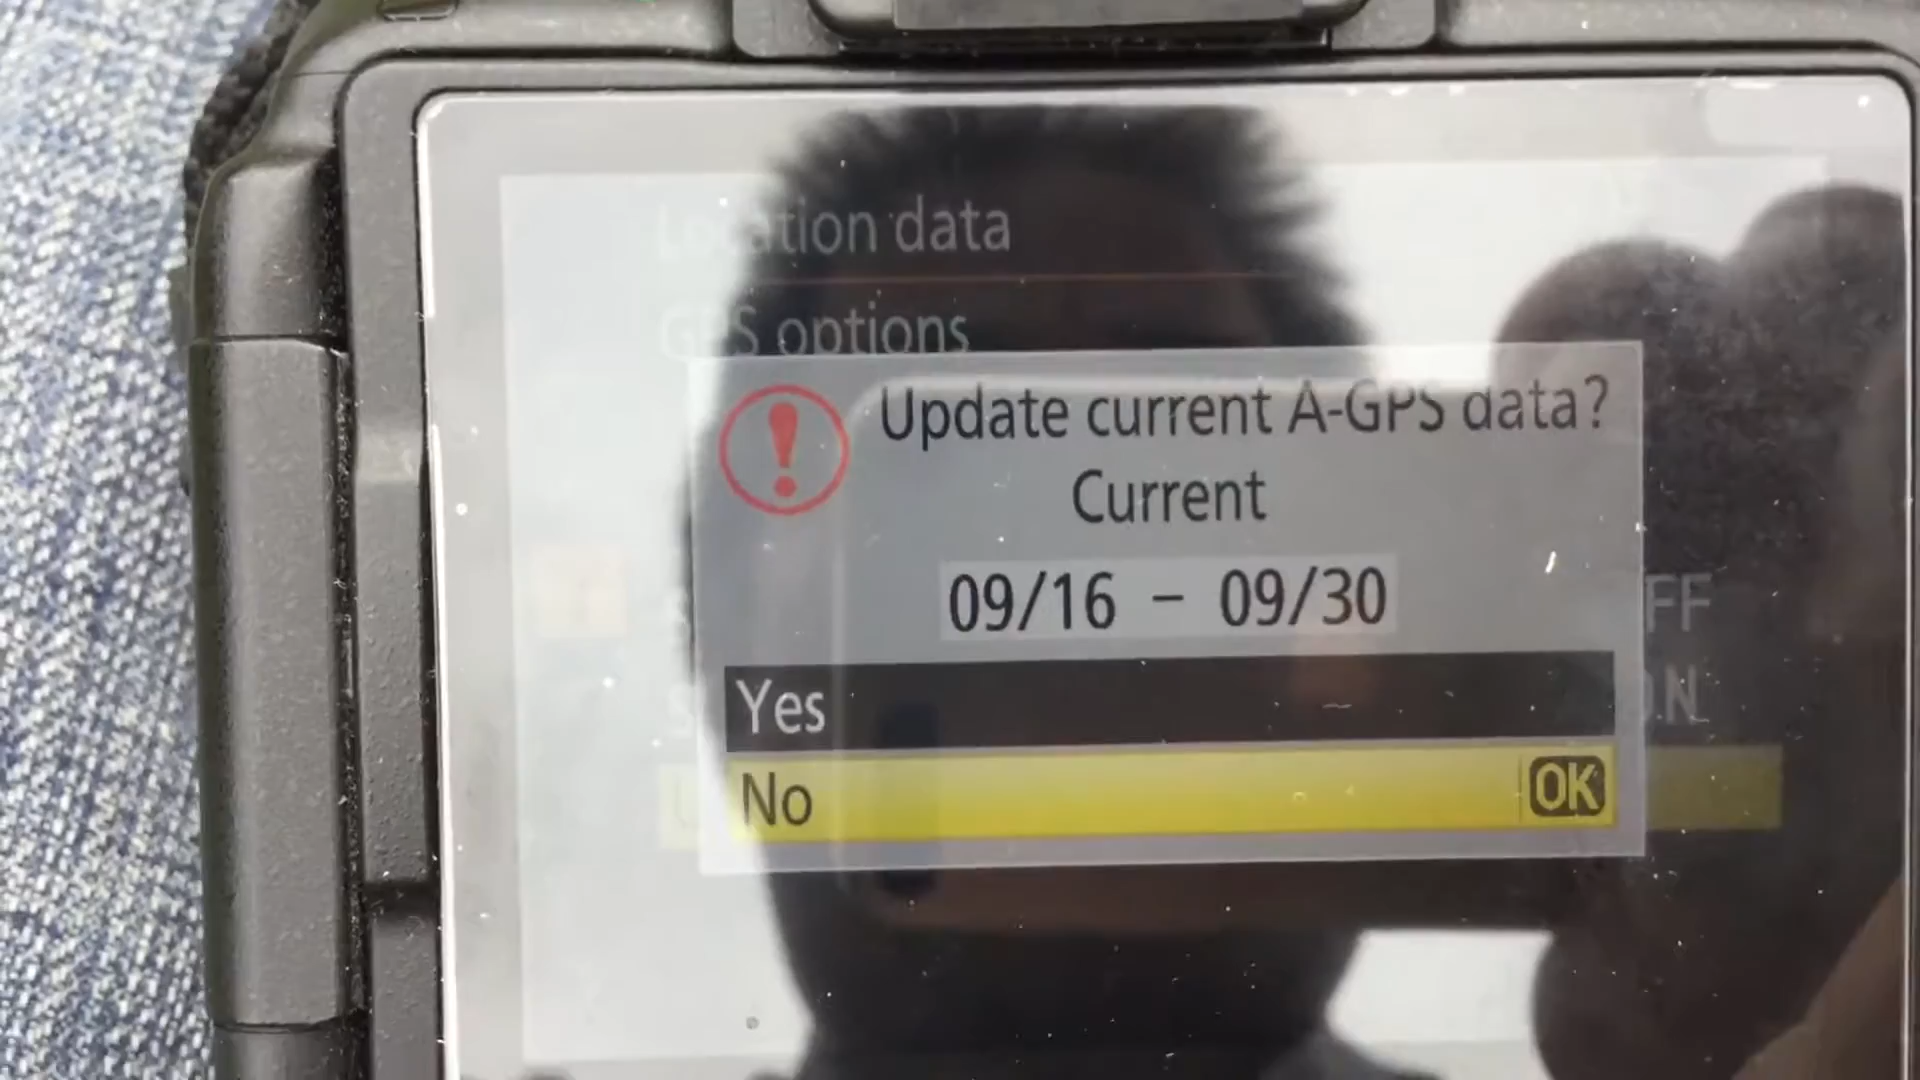 Location data
GPS options
Update current A-GPS data?
Current
09/16 – 09/30
Yes
No OK